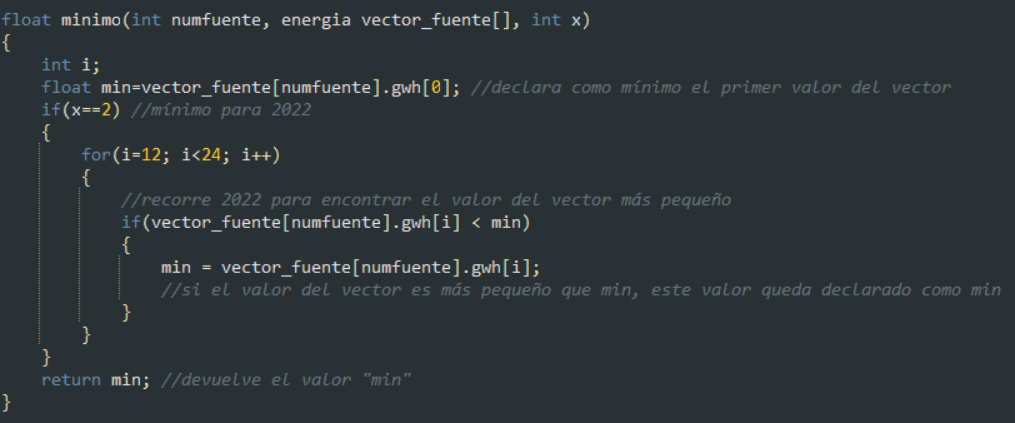 float minimo(int numfuente, energia vector_fuente[], int x)
{
    int i;
    float min=vector_fuente[numfuente].gwh[0]; //declara como mínimo el primer valor del vector
    if(x==2) //mínimo para 2022
    {
        for(i=12; i<24; i++)
        {
            //recorre 2022 para encontrar el valor del vector más pequeño
            if(vector_fuente[numfuente].gwh[i] < min)
            {
                min = vector_fuente[numfuente].gwh[i];
                //si el valor del vector es más pequeño que min, este valor queda declarado como min
            }
        }
    }
    return min; //devuelve el valor "min"
}